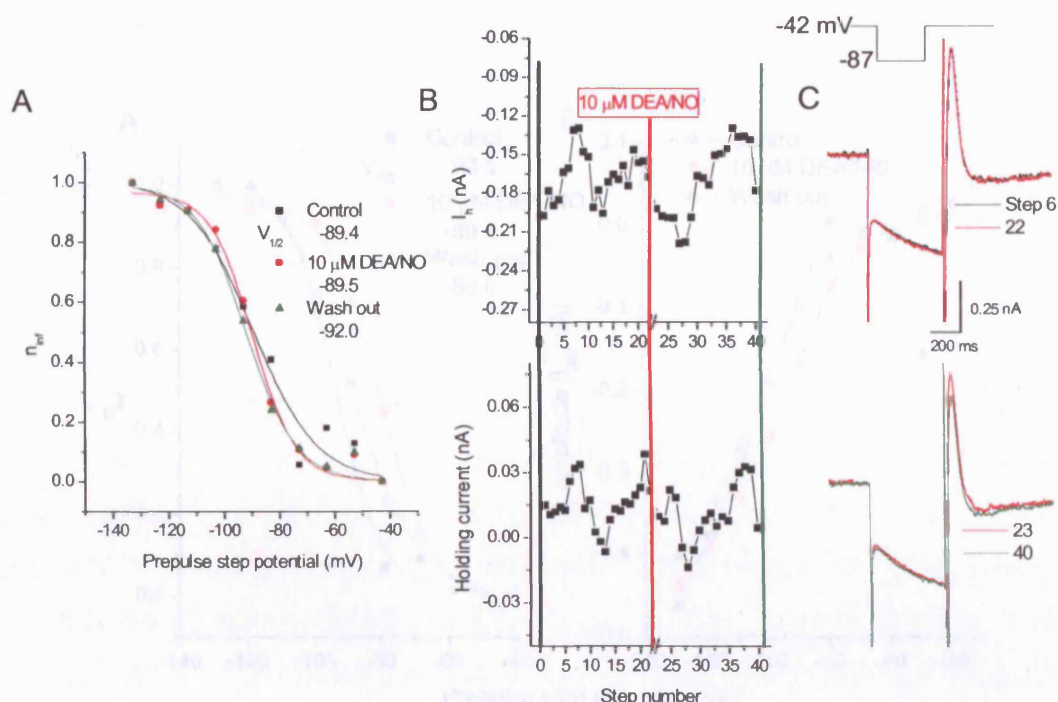 A
1.0
0.8
0.6
0.4
0.2
0.0
n_inf
-140 -120 -100 -80 -60 -40
Prepulse step potential (mV)
V_1/2
Control
-89.4
10 μM DEA/NO
-89.5
Wash out
-92.0
B
-0.06
-0.09
-0.12
-0.15
-0.18
-0.21
-0.24
-0.27
I_h (nA)
10 μM DEA/NO
0 5 10 15 20 25 30 35 40
0.06
0.03
0.00
-0.03
Holding current (nA)
0 5 10 15 20 25 30 35 40
Step number
C
-42 mV
-87
Step 6
22
0.25 nA
200 ms
23
40